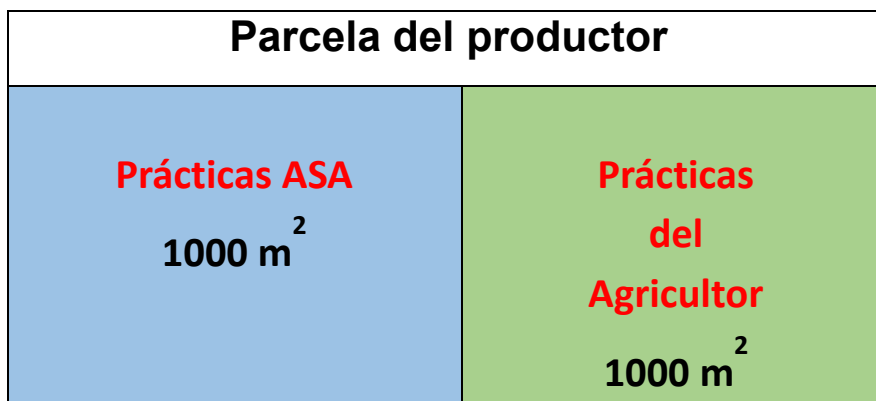 Parcela del productor
Prácticas ASA
1000 m²
Prácticas
del
Agricultor
1000 m²